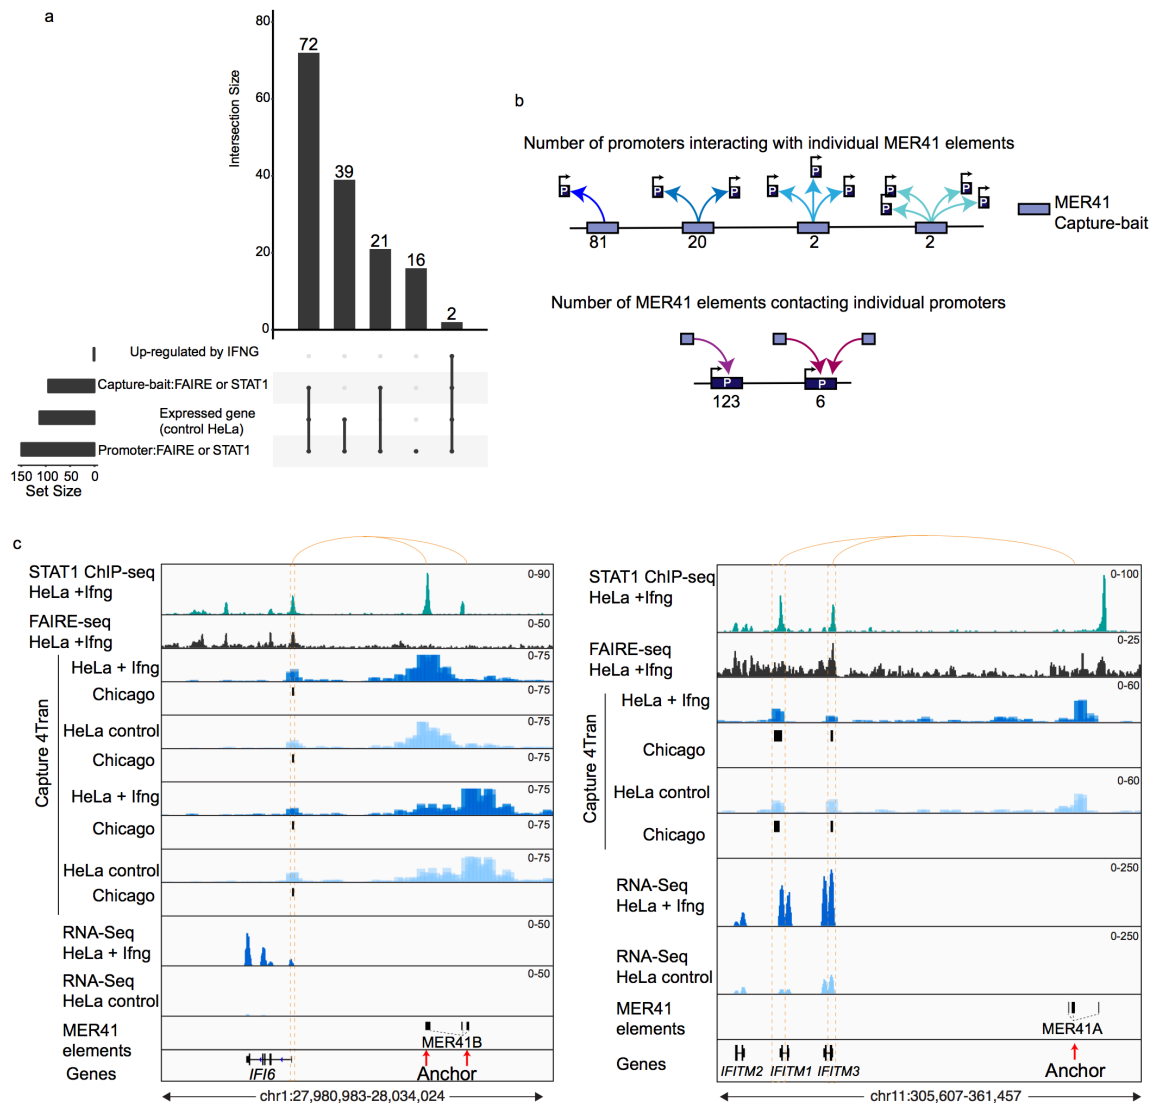 a
80
60
40
20
0
Intersection Size
72
39
21
16
2
Up-regulated by IFNG
Capture-bait:FAIRE or STAT1
Expressed gene
(control HeLa)
Promoter:FAIRE or STAT1
150 100 50 0
Set Size
b
Number of promoters interacting with individual MER41 elements
P P P P P P P P P P
81 20 2 2
MER41
Capture-bait
Number of MER41 elements contacting individual promoters
P P
123 6
c
STAT1 ChIP-seq
HeLa +Ifng
0-90
FAIRE-seq
HeLa +Ifng
0-50
Capture 4Tran
HeLa + Ifng
0-75
Chicago
0-75
HeLa control
0-75
Chicago
0-75
HeLa + Ifng
0-75
Chicago
0-75
HeLa control
0-75
Chicago
RNA-Seq
HeLa + Ifng
0-50
RNA-Seq
HeLa control
0-50
MER41
elements
MER41B
Genes
IFI6
Anchor
chr1:27,980,983-28,034,024
STAT1 ChIP-seq
HeLa +Ifng
0-100
FAIRE-seq
HeLa +Ifng
0-25
Capture 4Tran
HeLa + Ifng
0-60
Chicago
HeLa control
0-60
Chicago
RNA-Seq
HeLa + Ifng
0-250
RNA-Seq
HeLa control
0-250
MER41
elements
MER41A
Genes
IFITM2 IFITM1 IFITM3
Anchor
chr11:305,607-361,457